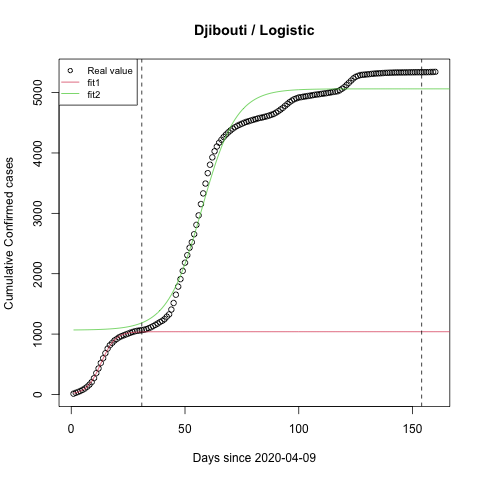 Djibouti / Logistic
Real value
fit1
fit2
Cumulative Confirmed cases
5000
4000
3000
2000
1000
0
0 50 100 150
Days since 2020-04-09